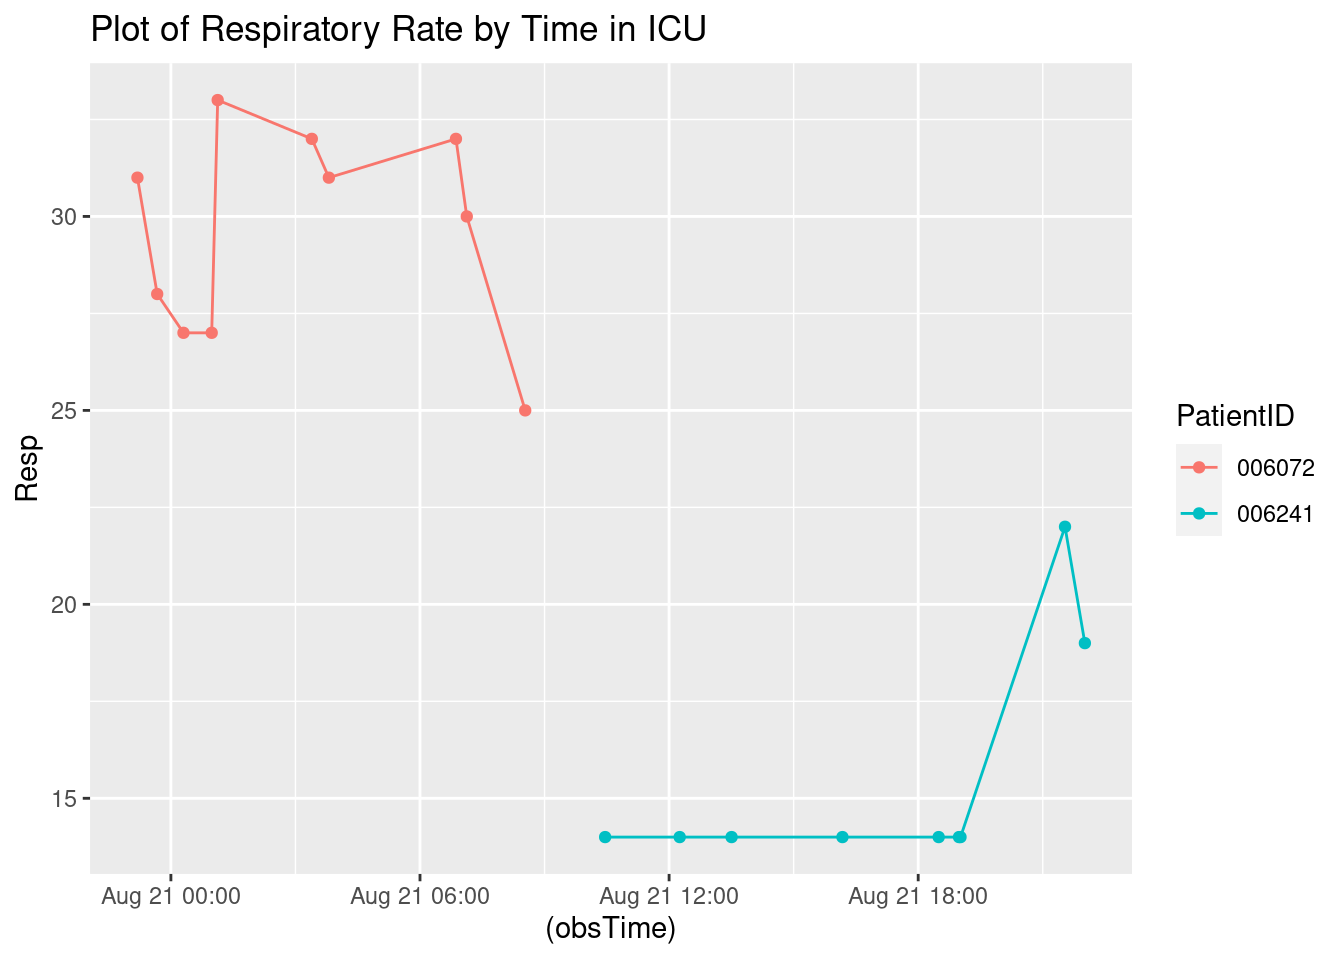 Plot of Respiratory Rate by Time in ICU
Resp
30
25
20
15
Aug 21 00:00
Aug 21 06:00
Aug 21 12:00
Aug 21 18:00
(obsTime)
PatientID
006072
006241